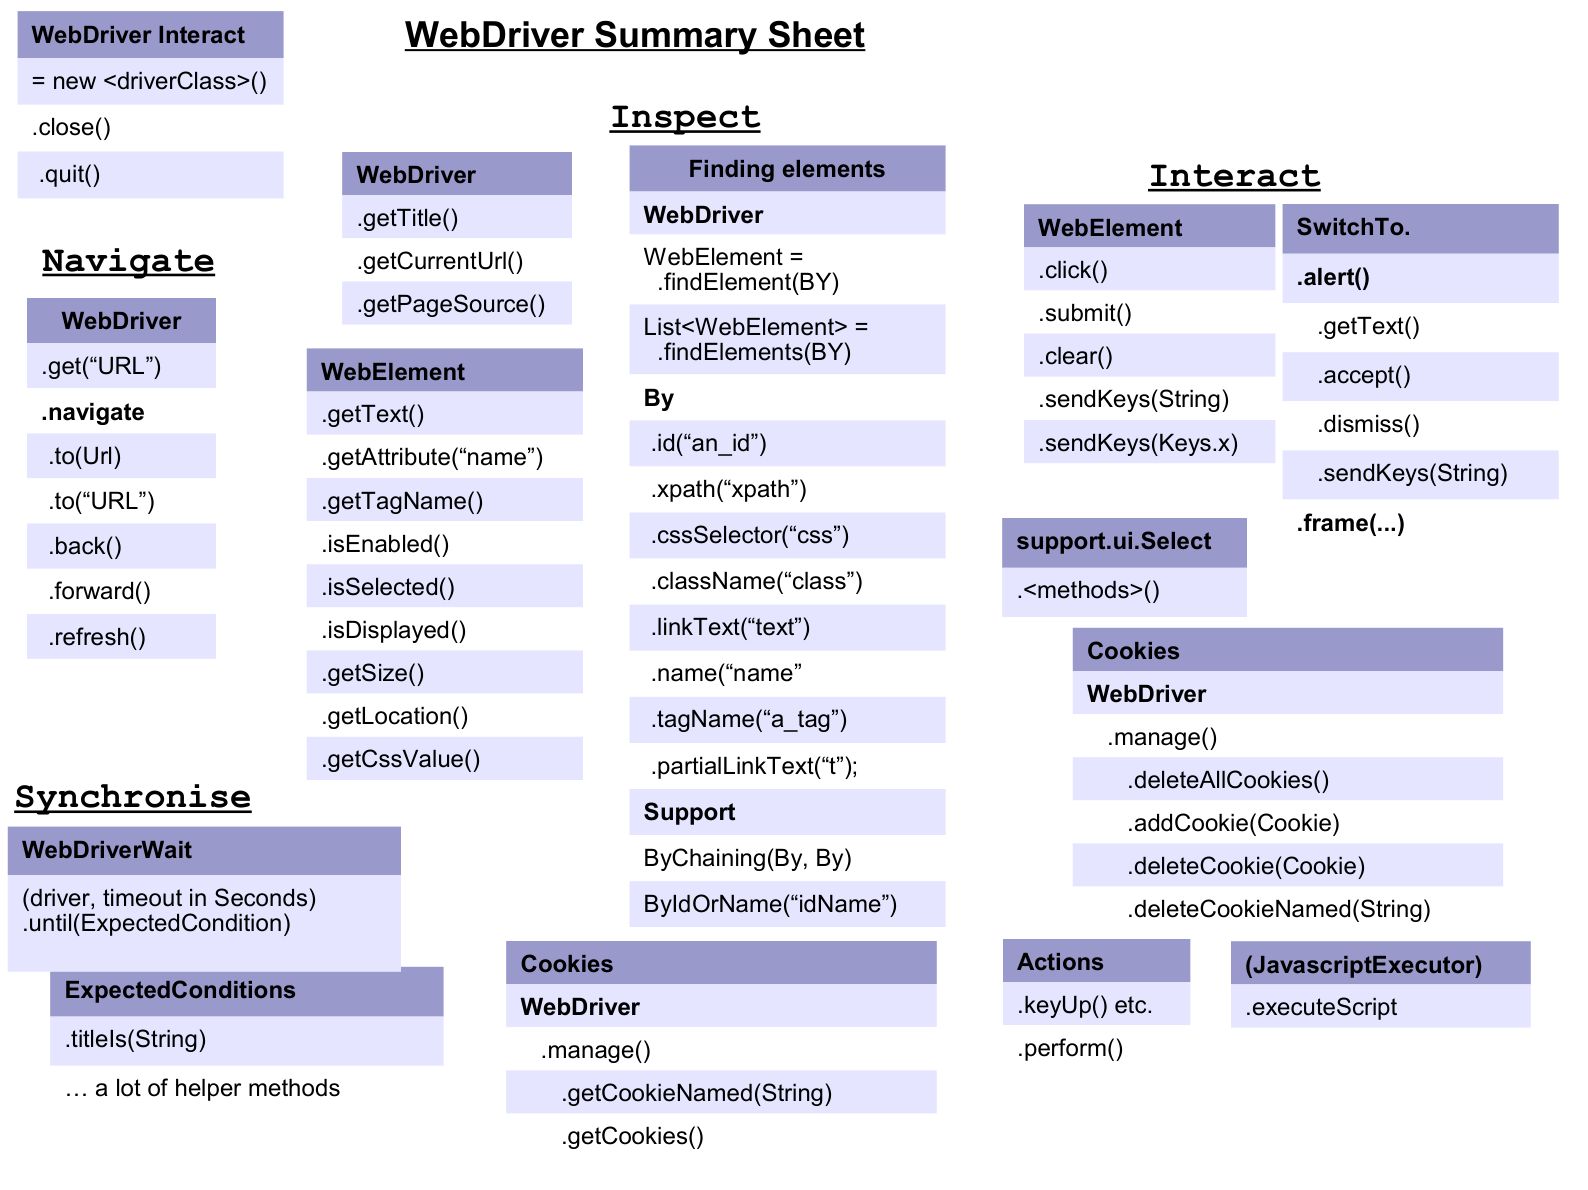 WebDriver Summary Sheet
WebDriver Interact
= new <driverClass>()
.close()
.quit()
Navigate
WebDriver
.get(“URL”)
.navigate
.to(Url)
.to(“URL”)
.back()
.forward()
.refresh()
Synchronise
WebDriverWait
(driver, timeout in Seconds)
.until(ExpectedCondition)
ExpectedConditions
.titleIs(String)
… a lot of helper methods
Inspect
WebDriver
.getTitle()
.getCurrentUrl()
.getPageSource()
WebElement
.getText()
.getAttribute(“name”)
.getTagName()
.isEnabled()
.isSelected()
.isDisplayed()
.getSize()
.getLocation()
.getCssValue()
Finding elements
WebDriver
WebElement =
.findElement(BY)
List<WebElement> =
.findElements(BY)
By
.id(“an_id”)
.xpath(“xpath”)
.cssSelector(“css”)
.className(“class”)
.linkText(“text”)
.name(“name”
.tagName(“a_tag”)
.partialLinkText(“t”);
Support
ByChaining(By, By)
ByIdOrName(“idName”)
Cookies
WebDriver
.manage()
.getCookieNamed(String)
.getCookies()
Interact
WebElement
.click()
.submit()
.clear()
.sendKeys(String)
.sendKeys(Keys.x)
SwitchTo.
.alert()
.getText()
.accept()
.dismiss()
.sendKeys(String)
.frame(...)
support.ui.Select
.<methods>()
Cookies
WebDriver
.manage()
.deleteAllCookies()
.addCookie(Cookie)
.deleteCookie(Cookie)
.deleteCookieNamed(String)
Actions
.keyUp() etc.
.perform()
(JavascriptExecutor)
.executeScript